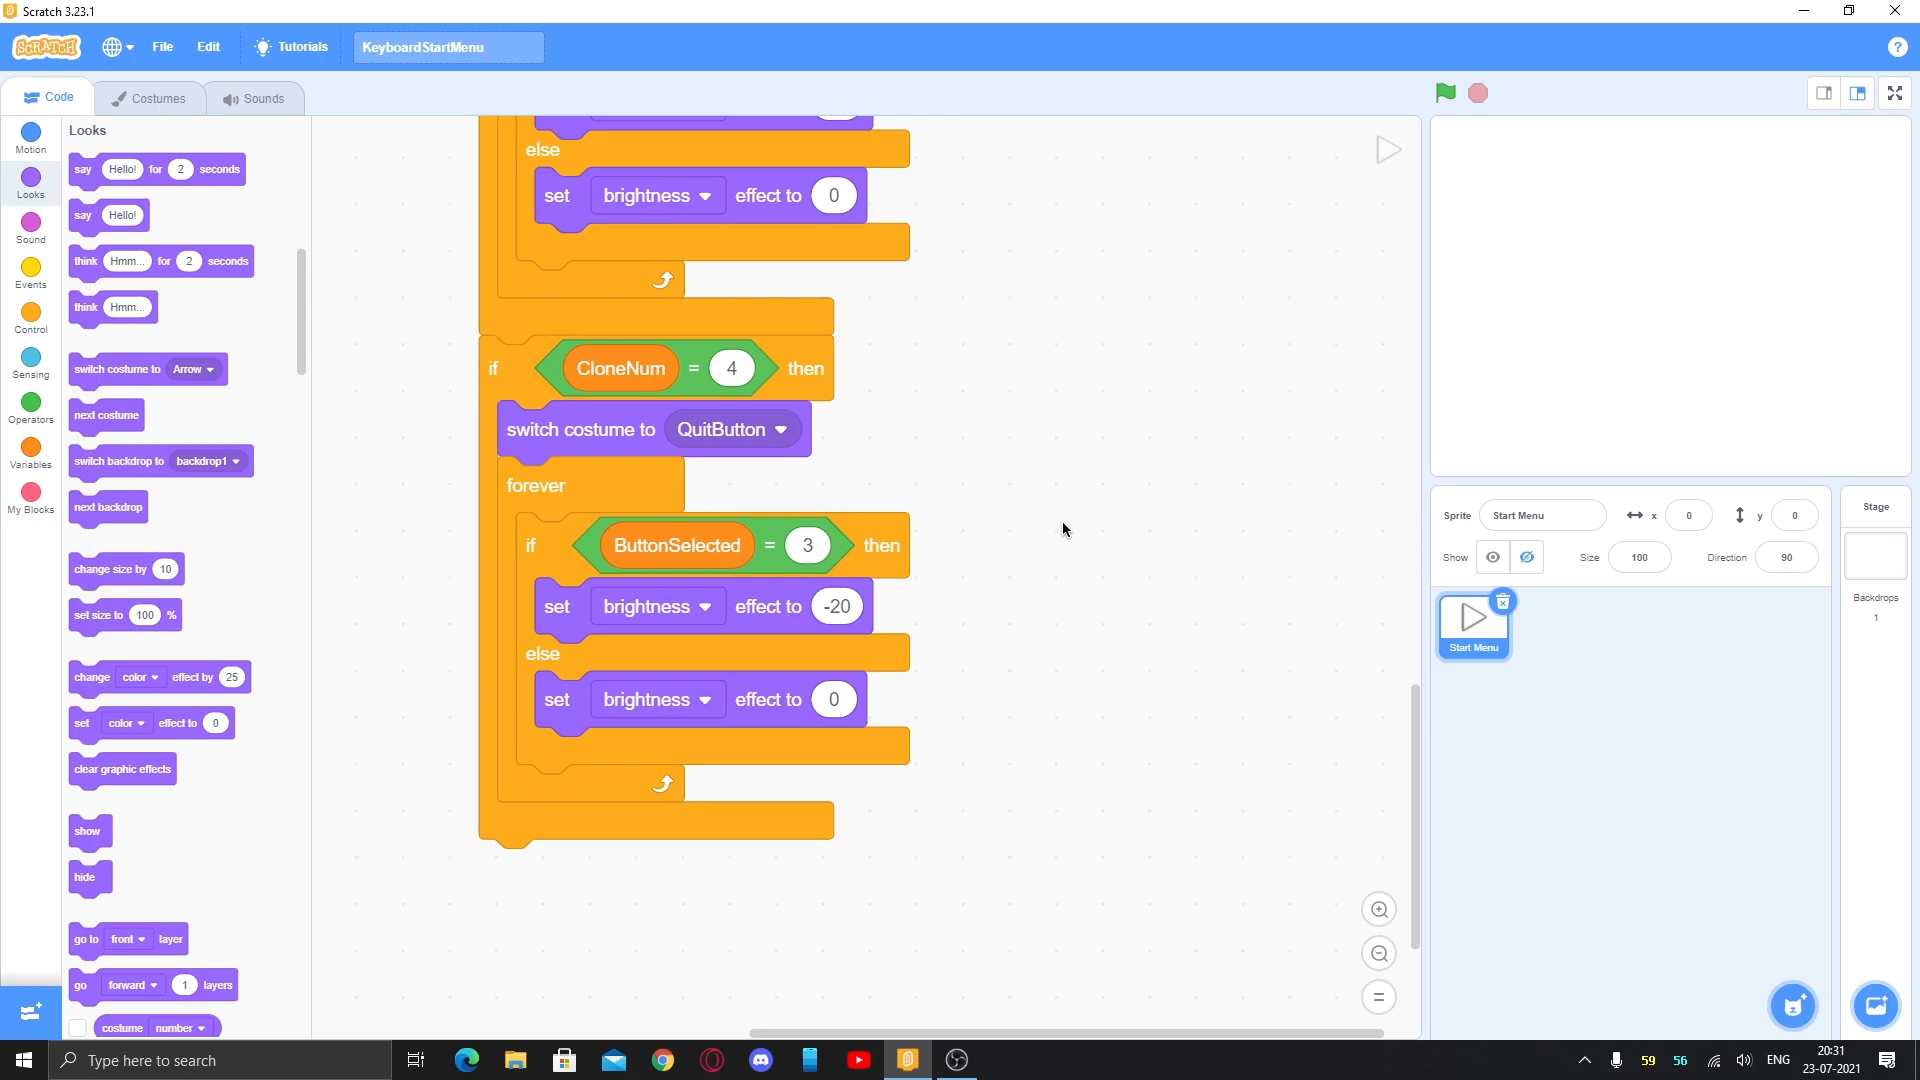 Scratch 3.23.1
SCRATCH
File
Edit
Tutorials
KeyboardStartMenu
?
Code
Costumes
Sounds
Motion
Looks
Sound
Events
Control
Sensing
Operators
Variables
My Blocks
Looks
say Hello! for 2 seconds
say Hello!
think Hmm... for 2 seconds
think Hmm...
switch costume to Arrow
next costume
switch backdrop to backdrop1
next backdrop
change size by 10
set size to 100 %
change color effect by 25
set color effect to 0
clear graphic effects
show
hide
go to front layer
go forward 1 layers
costume number
else
set brightness effect to 0
if CloneNum = 4 then
switch costume to QuitButton
forever
if ButtonSelected = 3 then
set brightness effect to -20
else
set brightness effect to 0
Sprite Start Menu x 0 y 0
Show Size 100 Direction 90
Start Menu
Stage
Backdrops
1
Type here to search
59 56 ENG 20:31
23-07-2021